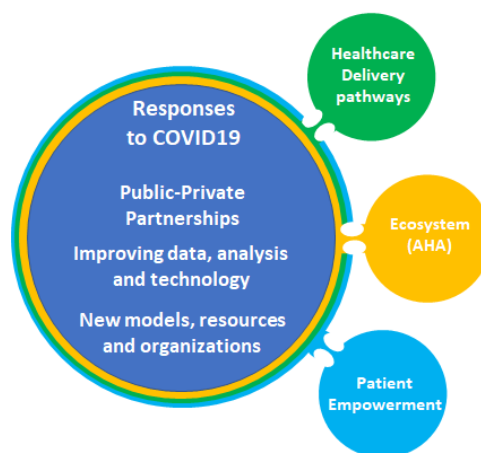 Responses
to COVID19
Public-Private
Partnerships
Improving data, analysis
and technology
New models, resources
and organizations
Healthcare
Delivery
pathways
Ecosystem
(AHA)
Patient
Empowerment